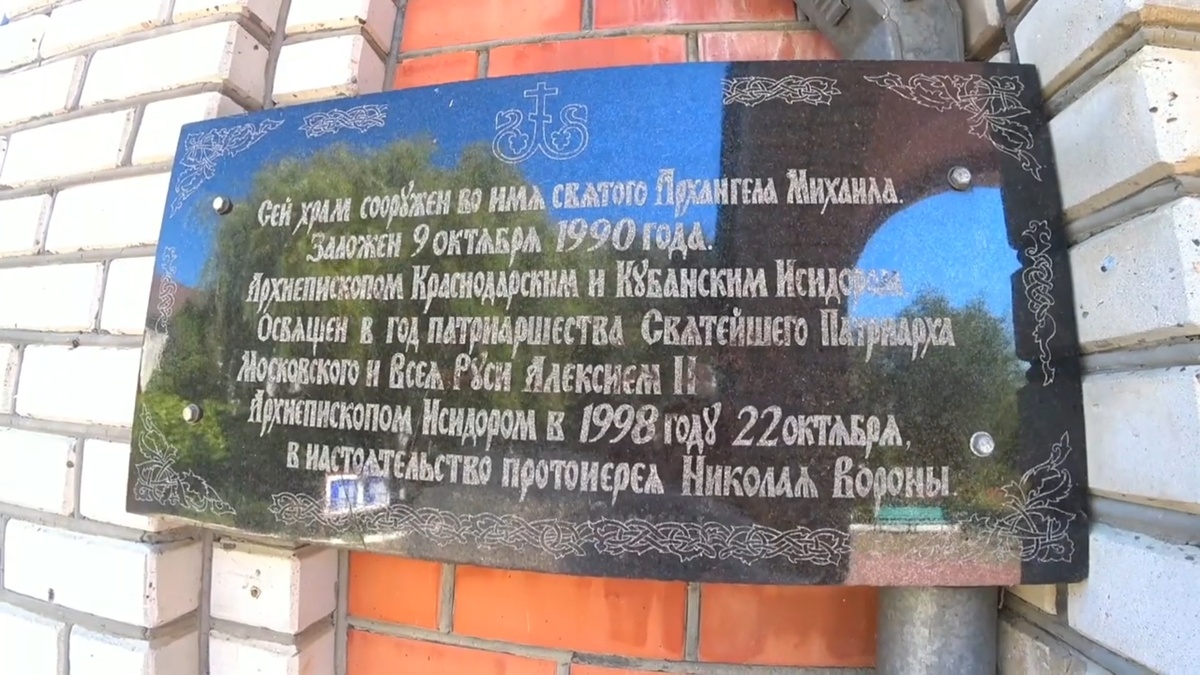 Сей храм сооружен во имя святого Архангела Михаила.
Заложен 9 октября 1990 года.
Архиепископом Краснодарским и Кубанским Исидором.
Освящен в год патриаршества Святейшего Патриарха
Московского и Всея Руси Алексием II
Архиепископом Исидором в 1998 году 22 октября,
в настоятельство протоиерея Николая Вороны.